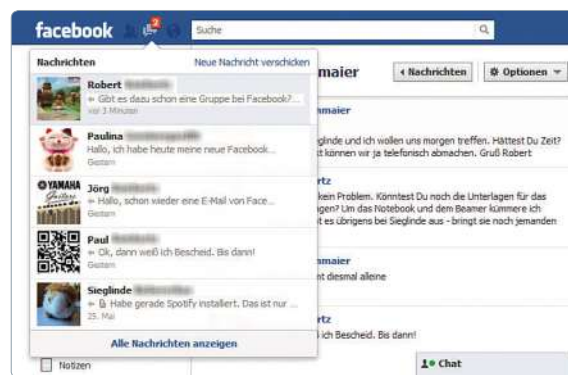 facebook
2
Suche
Nachrichten Neue Nachricht verschicken
Robert
Gibt es dazu schon eine Gruppe bei Facebook?...
vor 3 Minuten
Paulina
Hallo, ich habe heute meine neue Facebook...
Gestern
YAMAHA
Guitars
Jörg
Hallo, schon wieder eine E-Mail von Face...
Gestern
Paul
Ok, dann weiß ich Bescheid. Bis dann!
Gestern
Sieglinde
Habe gerade Spotify installert. Das ist nur ...
25. Mai
Alle Nachrichten anzeigen
Notizen
maier
Nachrichten
Optionen
nmaier
glinde und ich wollen uns morgen treffen. Hättest Du Zeit?
t können wir ja telefonisch abmachen. Gruß Robert
rtz
kein Problem. Könntest Du noch die Unterlagen für das
ngen? Um das Notebook und dem Beamer kümmere ich
t es übrigens bei Sieglinde aus - bringt sie noch jemanden
nmaier
nt diesmal alleine
rtz
ich Bescheid. Bis dann!
1 Chat